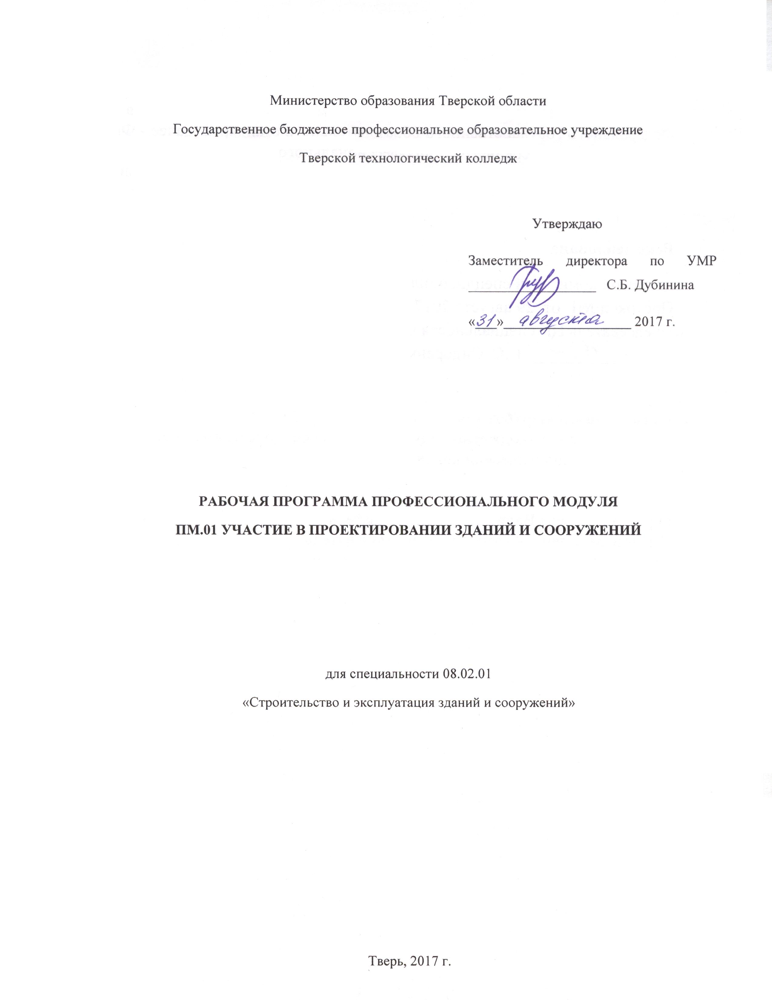 Министерство образования Тверской области
Государственное бюджетное профессиональное образовательное учреждение
Тверской технологический колледж
Утверждаю
Заместитель директора по УМР
__________________ С.Б. Дубинина
«31» августа 2017 г.
РАБОЧАЯ ПРОГРАММА ПРОФЕССИОНАЛЬНОГО МОДУЛЯ
ПМ.01 УЧАСТИЕ В ПРОЕКТИРОВАНИИ ЗДАНИЙ И СООРУЖЕНИЙ
для специальности 08.02.01
«Строительство и эксплуатация зданий и сооружений»
Тверь, 2017 г.